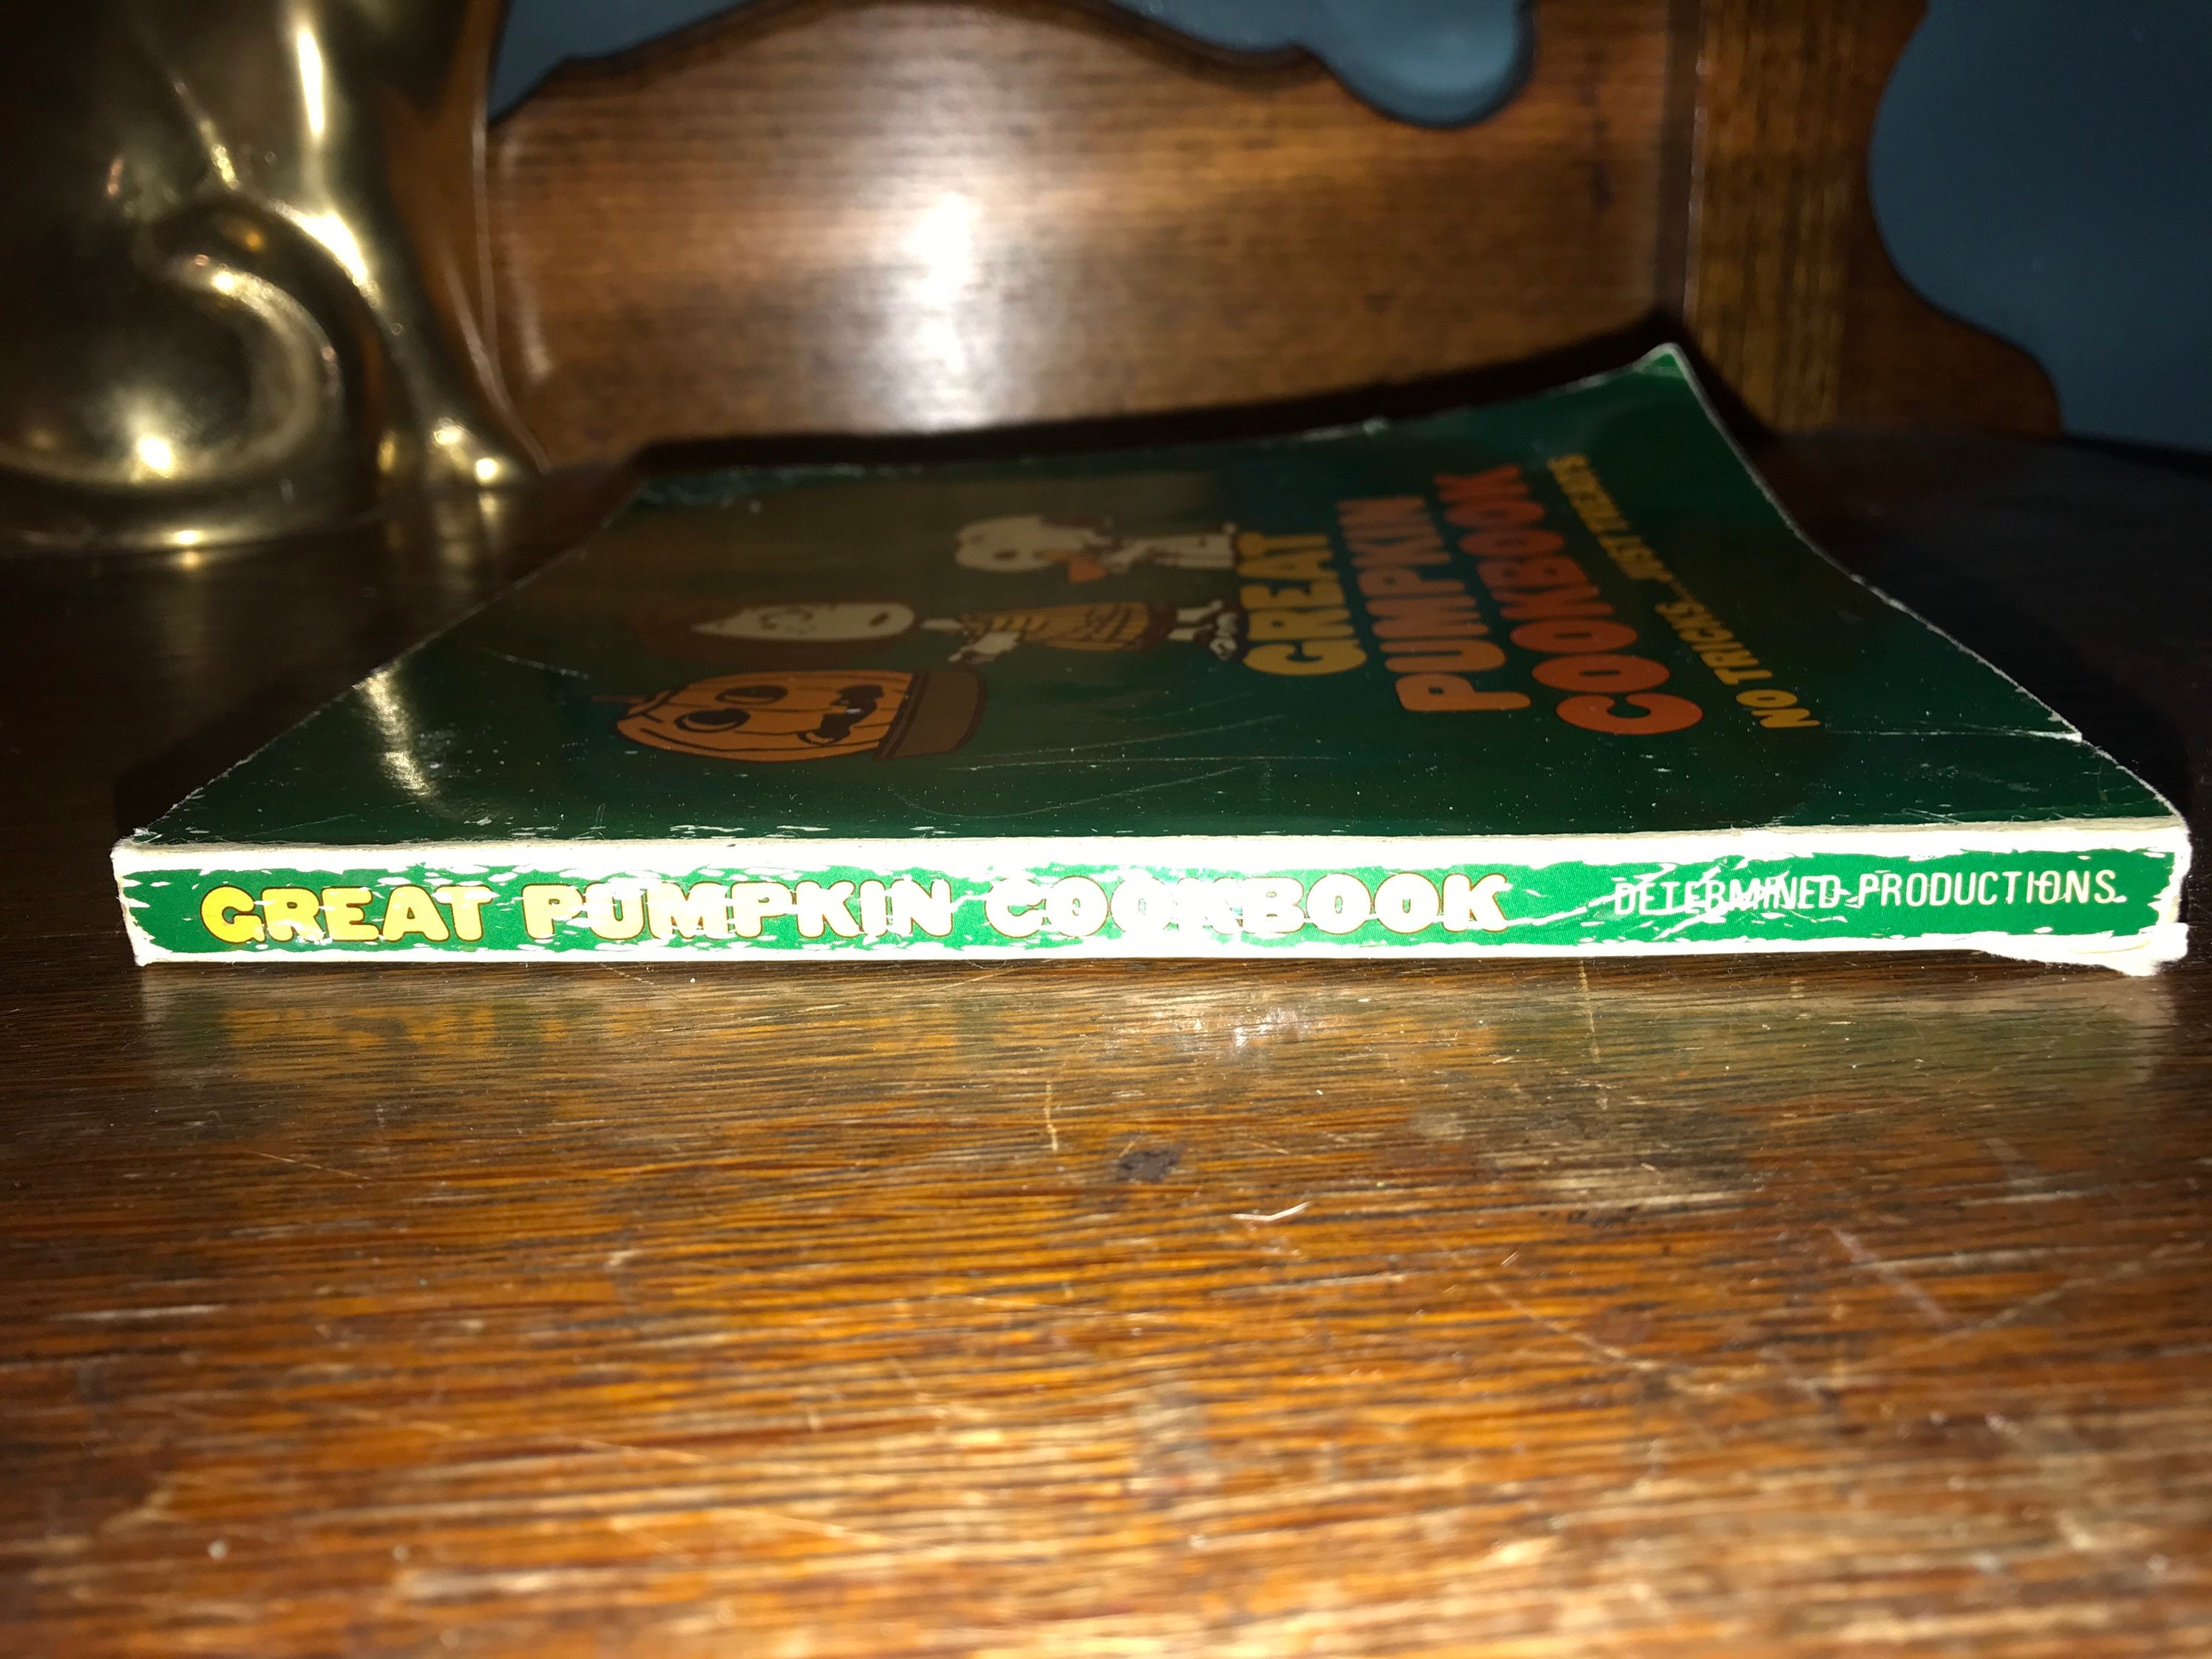 GREAT
PUMPKIN
COOKBOOK
NO TRICKS...JUST TREATS
GREAT PUMPKIN COOKBOOK DETERMINED PRODUCTIONS